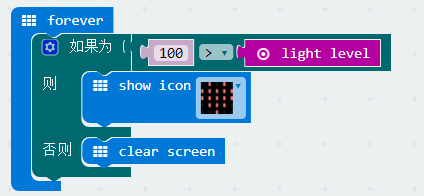 forever
如果为 ( 100 > light level
则 show icon
否则 clear screen